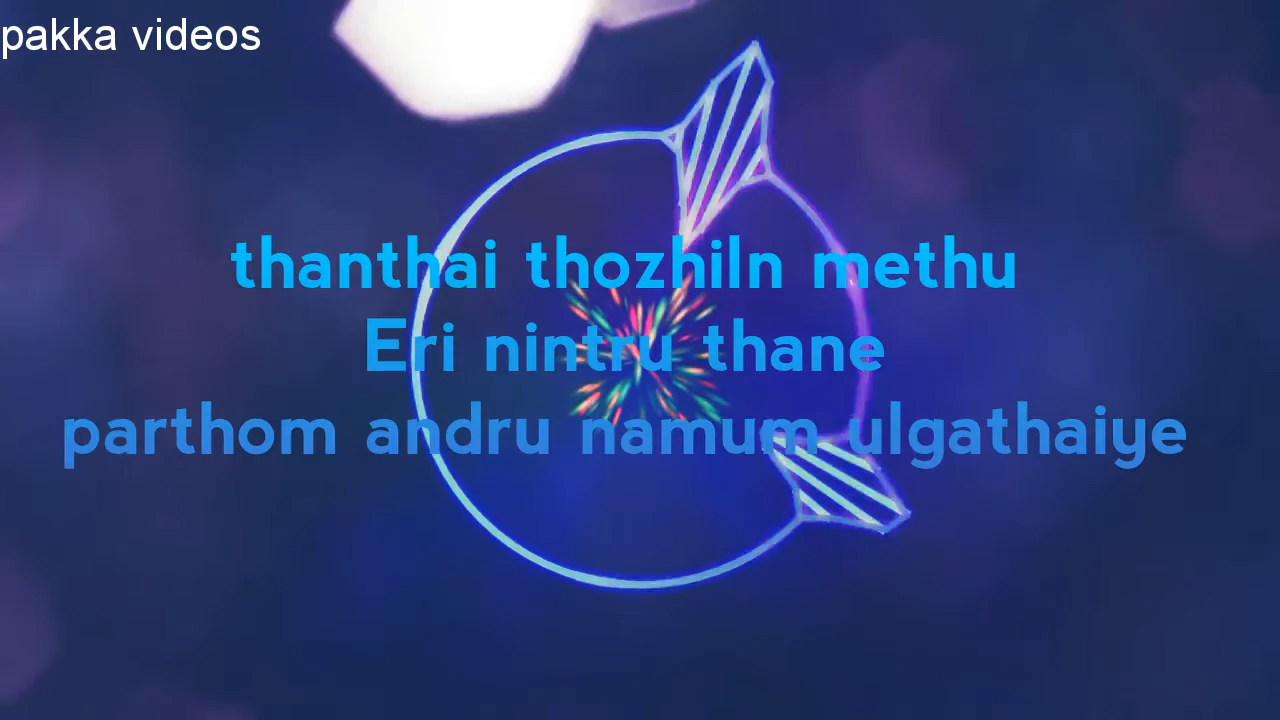 pakka videos
thanthai thozhiln methu
Eri nintru thane
parthom andru namum ulgathaiye